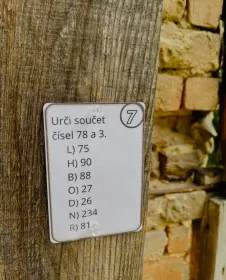 Urči součet 7
čísel 78 a 3.
L) 75
H) 90
B) 88
O) 27
D) 26
N) 234
R) 81